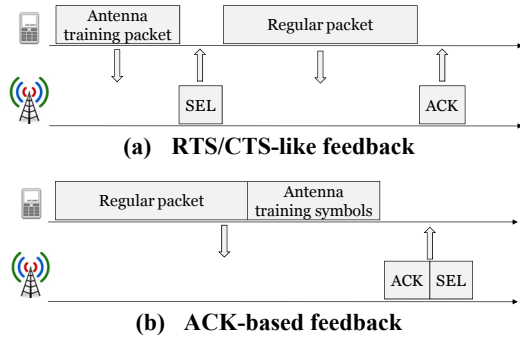 Antenna
training packet
Regular packet
SEL
ACK
(a) RTS/CTS-like feedback
Regular packet
Antenna
training symbols
ACK
SEL
(b) ACK-based feedback